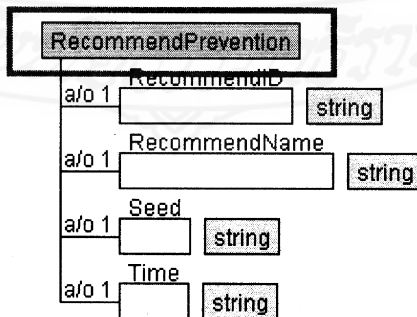 RecommendPrevention
RecommendID
a/o 1
string
RecommendName
a/o 1
string
Seed
a/o 1
string
Time
a/o 1
string